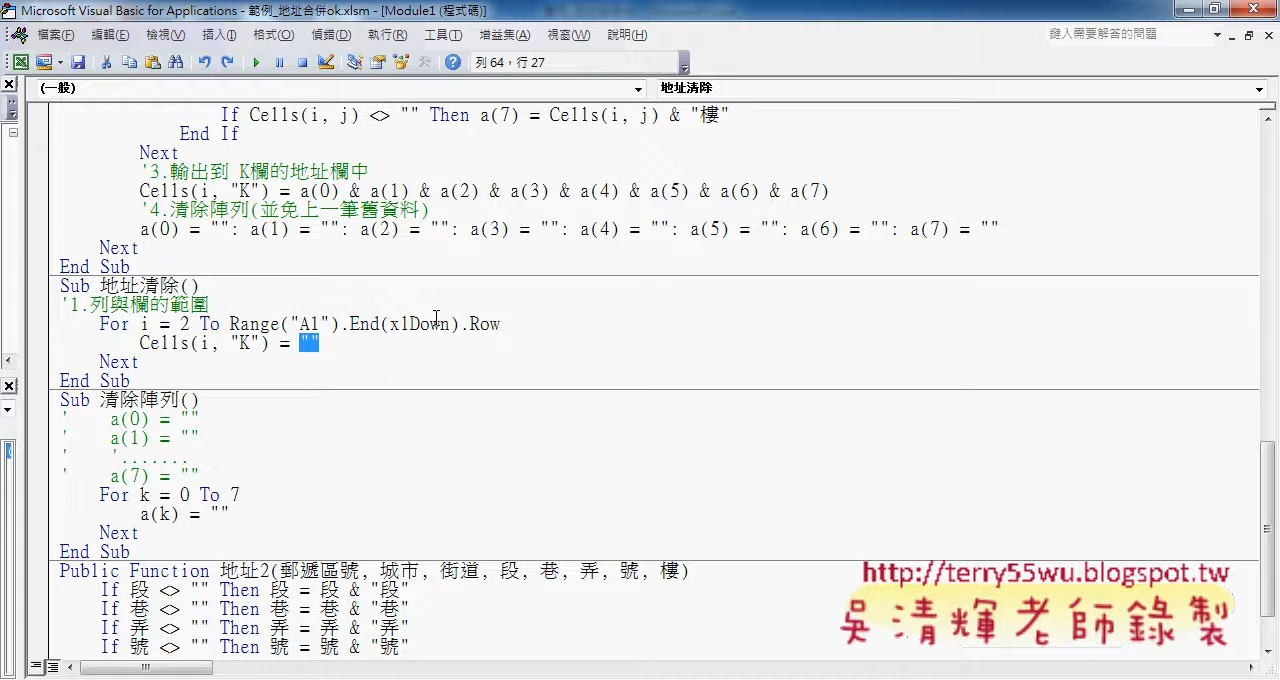 Microsoft Visual Basic for Applications - 範例_地址合併ok.xlsm - [Module1 (程式碼)]
檔案(F) 編輯(E) 檢視(V) 插入(I) 格式(O) 偵錯(D) 執行(R) 工具(T) 增益集(A) 視窗(W) 說明(H) 鍵入需要解答的問題
列 64，行 27
(一般) 地址清除
If Cells(i, j) <> "" Then a(7) = Cells(i, j) & "樓"
End If
Next
'3.輸出到 K欄的地址欄中
Cells(i, "K") = a(0) & a(1) & a(2) & a(3) & a(4) & a(5) & a(6) & a(7)
'4.清除陣列(並免上一筆舊資料)
a(0) = "": a(1) = "": a(2) = "": a(3) = "": a(4) = "": a(5) = "": a(6) = "": a(7) = ""
Next
End Sub
Sub 地址清除()
'1.列與欄的範圍
For i = 2 To Range("A1").End(xlDown).Row
Cells(i, "K") = ""
Next
End Sub
Sub 清除陣列()
' a(0) = ""
' a(1) = ""
' '.......
' a(7) = ""
For k = 0 To 7
a(k) = ""
Next
End Sub
Public Function 地址2(郵遞區號, 城市, 街道, 段, 巷, 弄, 號, 樓)
If 段 <> "" Then 段 = 段 & "段"
If 巷 <> "" Then 巷 = 巷 & "巷"
If 弄 <> "" Then 弄 = 弄 & "弄"
If 號 <> "" Then 號 = 號 & "號"
http://terry55wu.blogspot.tw
吳清輝老師錄製